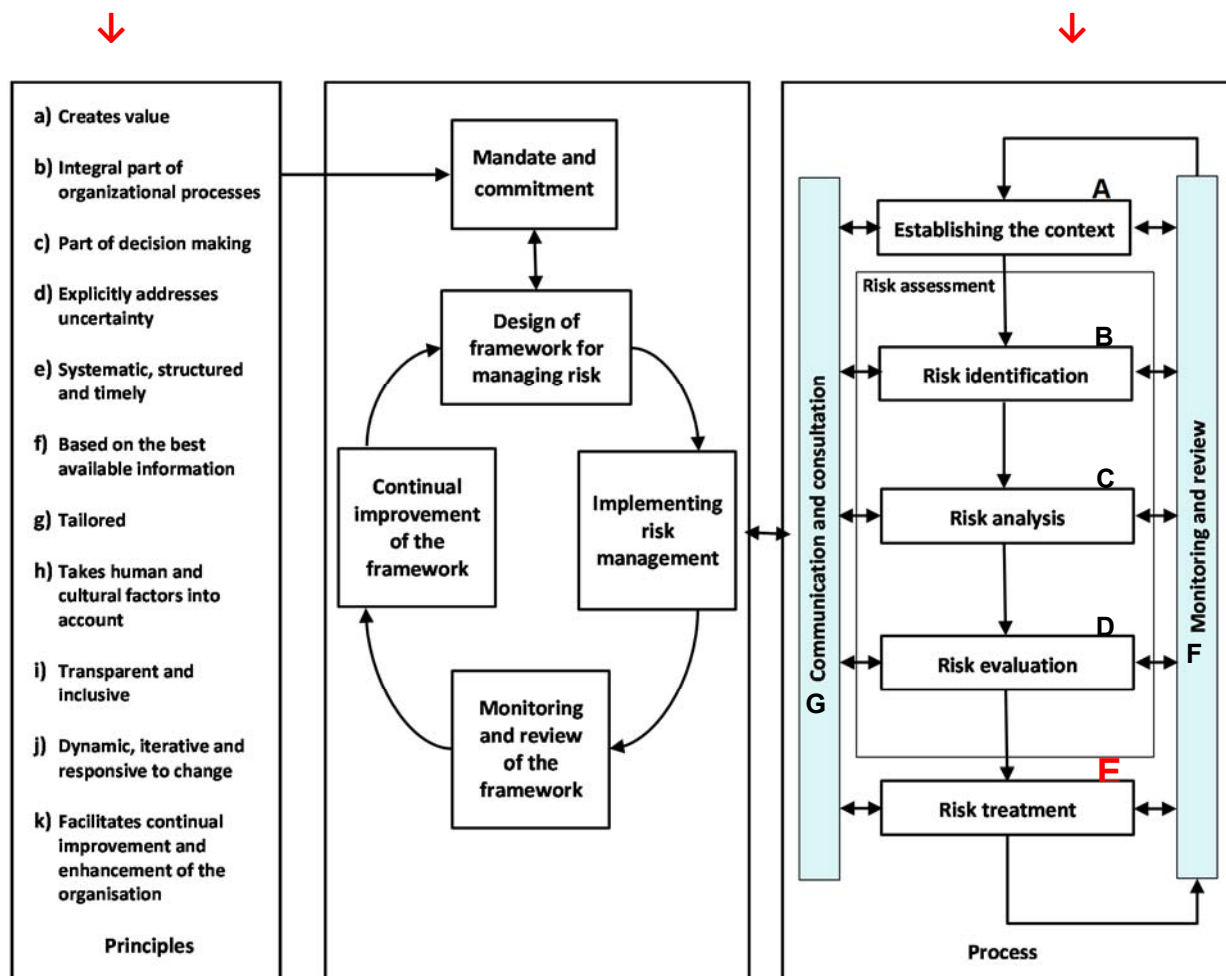 a) Creates value
b) Integral part of
organizational processes
c) Part of decision making
d) Explicitly addresses
uncertainty
e) Systematic, structured
and timely
f) Based on the best
available information
g) Tailored
h) Takes human and
cultural factors into
account
i) Transparent and
inclusive
j) Dynamic, iterative and
responsive to change
k) Facilitates continual
improvement and
enhancement of the
organisation
Principles
Mandate and
commitment
Design of
framework for
managing risk
Continual
improvement
of the
framework
Implementing
risk
management
Monitoring
and review
of the
framework
Communication and consultation
G
A
Establishing the context
Risk assessment
B
Risk identification
C
Risk analysis
D
Risk evaluation
E
Risk treatment
Monitoring and review
F
Process